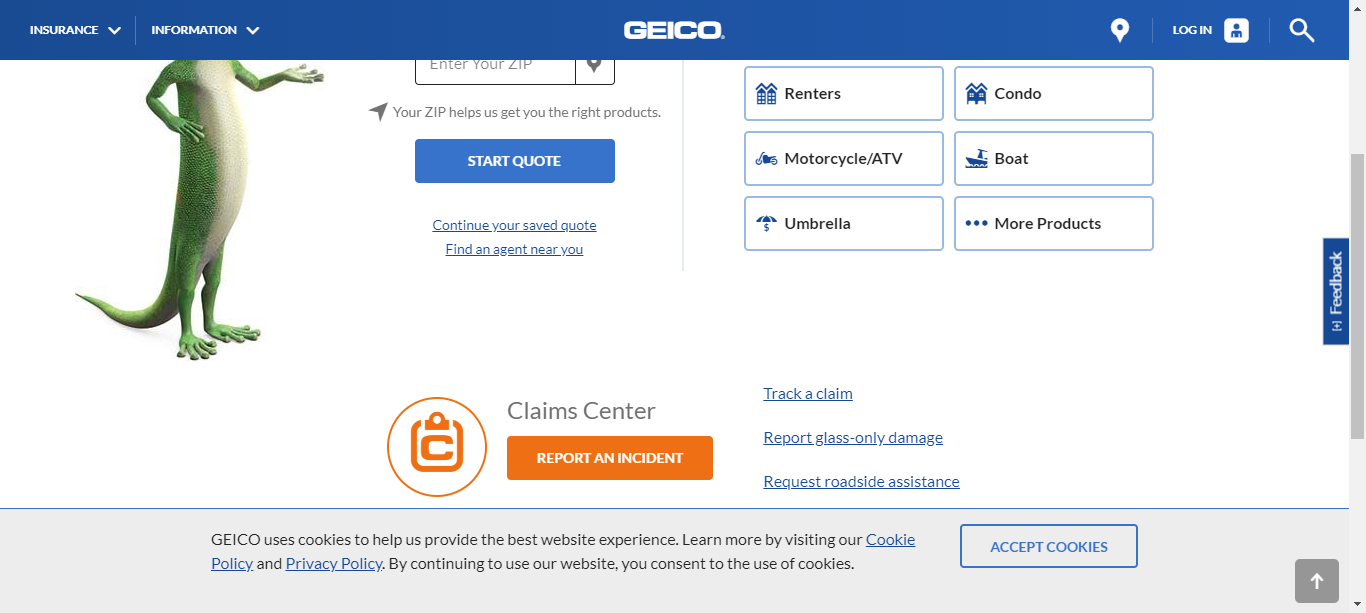 INSURANCE
INFORMATION
GEICO
LOG IN
Enter Your ZIP
Your ZIP helps us get you the right products.
START QUOTE
Continue your saved quote
Find an agent near you
Renters
Condo
Motorcycle/ATV
Boat
Umbrella
More Products
[+] Feedback
Claims Center
REPORT AN INCIDENT
Track a claim
Report glass-only damage
Request roadside assistance
GEICO uses cookies to help us provide the best website experience. Learn more by visiting our Cookie
Policy and Privacy Policy. By continuing to use our website, you consent to the use of cookies.
ACCEPT COOKIES